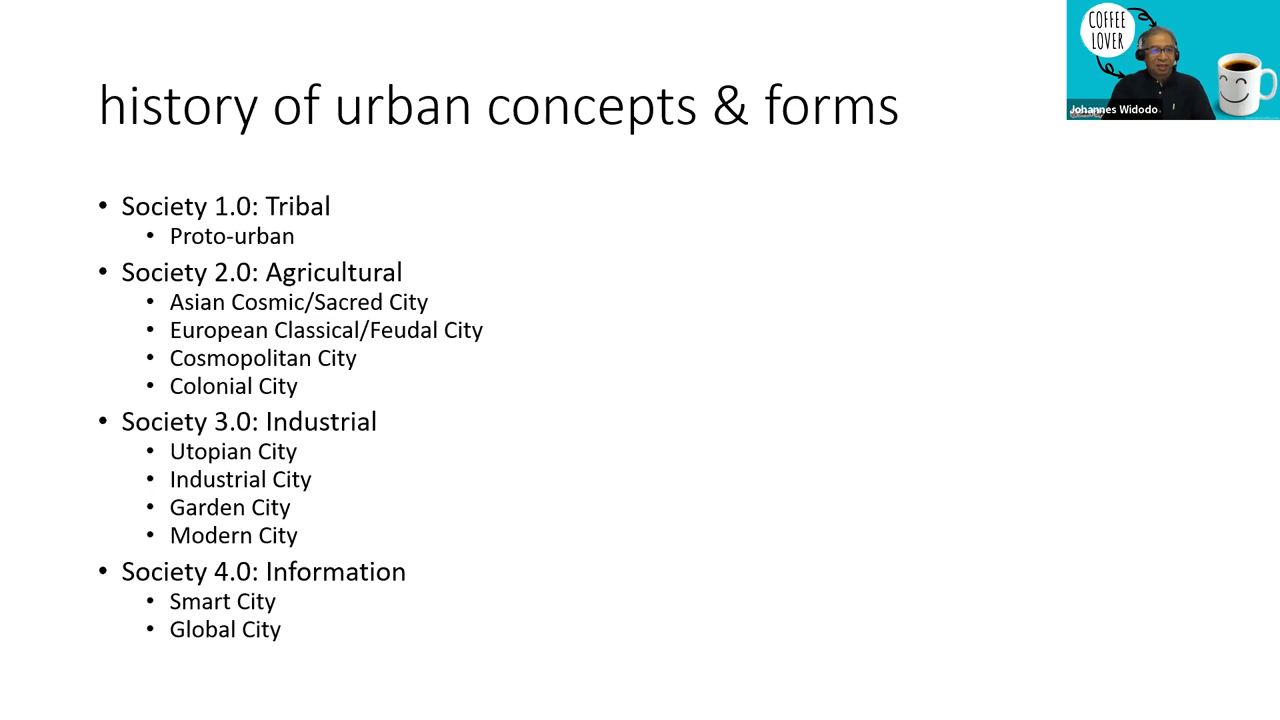 COFFEE
LOVER
Johannes Widodo
history of urban concepts & forms
• Society 1.0: Tribal
• Proto-urban
• Society 2.0: Agricultural
• Asian Cosmic/Sacred City
• European Classical/Feudal City
• Cosmopolitan City
• Colonial City
• Society 3.0: Industrial
• Utopian City
• Industrial City
• Garden City
• Modern City
• Society 4.0: Information
• Smart City
• Global City